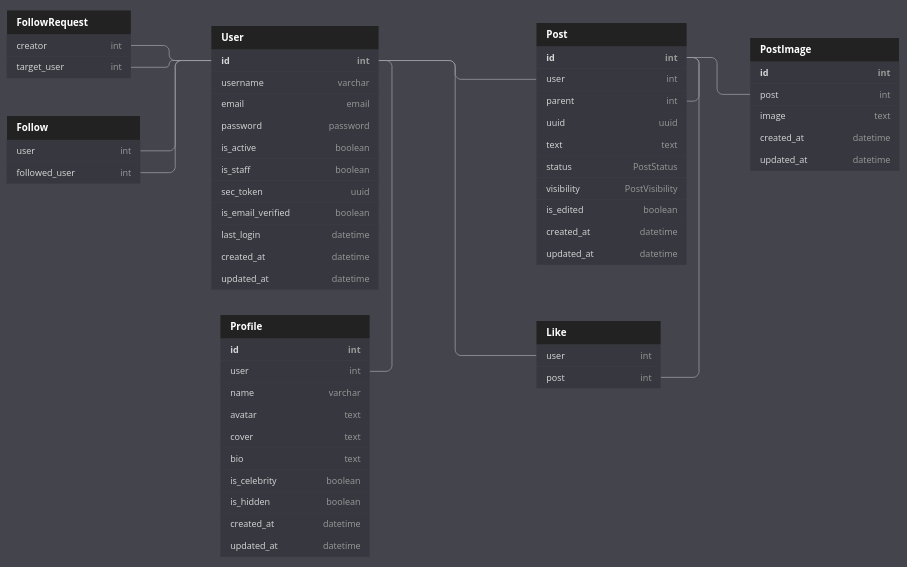 FollowRequest
creator int
target_user int
Follow
user int
followed_user int
User
id int
username varchar
email email
password password
is_active boolean
is_staff boolean
sec_token uuid
is_email_verified boolean
last_login datetime
created_at datetime
updated_at datetime
Profile
id int
user int
name varchar
avatar text
cover text
bio text
is_celebrity boolean
is_hidden boolean
created_at datetime
updated_at datetime
Post
id int
user int
parent int
uuid uuid
text text
status PostStatus
visibility PostVisibility
is_edited boolean
created_at datetime
updated_at datetime
Like
user int
post int
PostImage
id int
post int
image text
created_at datetime
updated_at datetime